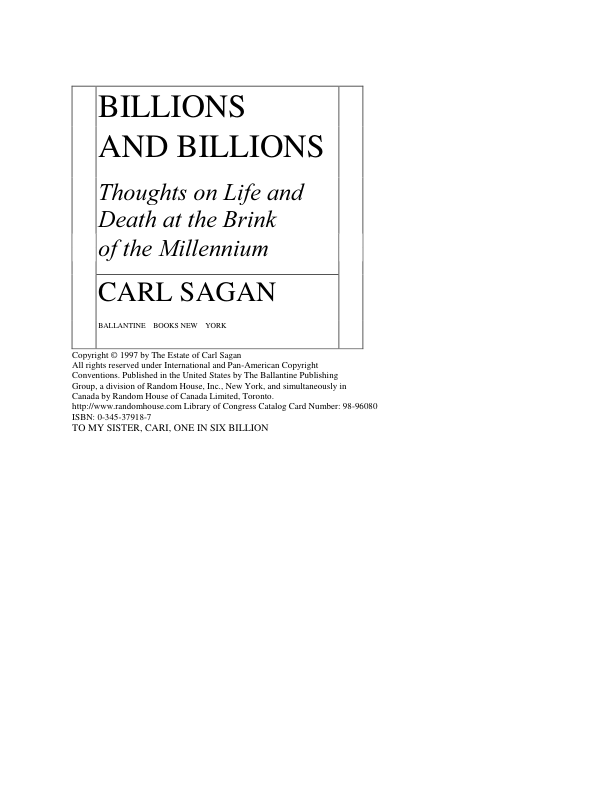 BILLIONS
AND BILLIONS
Thoughts on Life and
Death at the Brink
of the Millennium
CARL SAGAN
BALLANTINE BOOKS NEW YORK
Copyright © 1997 by The Estate of Carl Sagan
All rights reserved under International and Pan-American Copyright
Conventions. Published in the United States by The Ballantine Publishing
Group, a division of Random House, Inc., New York, and simultaneously in
Canada by Random House of Canada Limited, Toronto.
http://www.randomhouse.com Library of Congress Catalog Card Number: 98-96080
ISBN: 0-345-37918-7
TO MY SISTER, CARI, ONE IN SIX BILLION